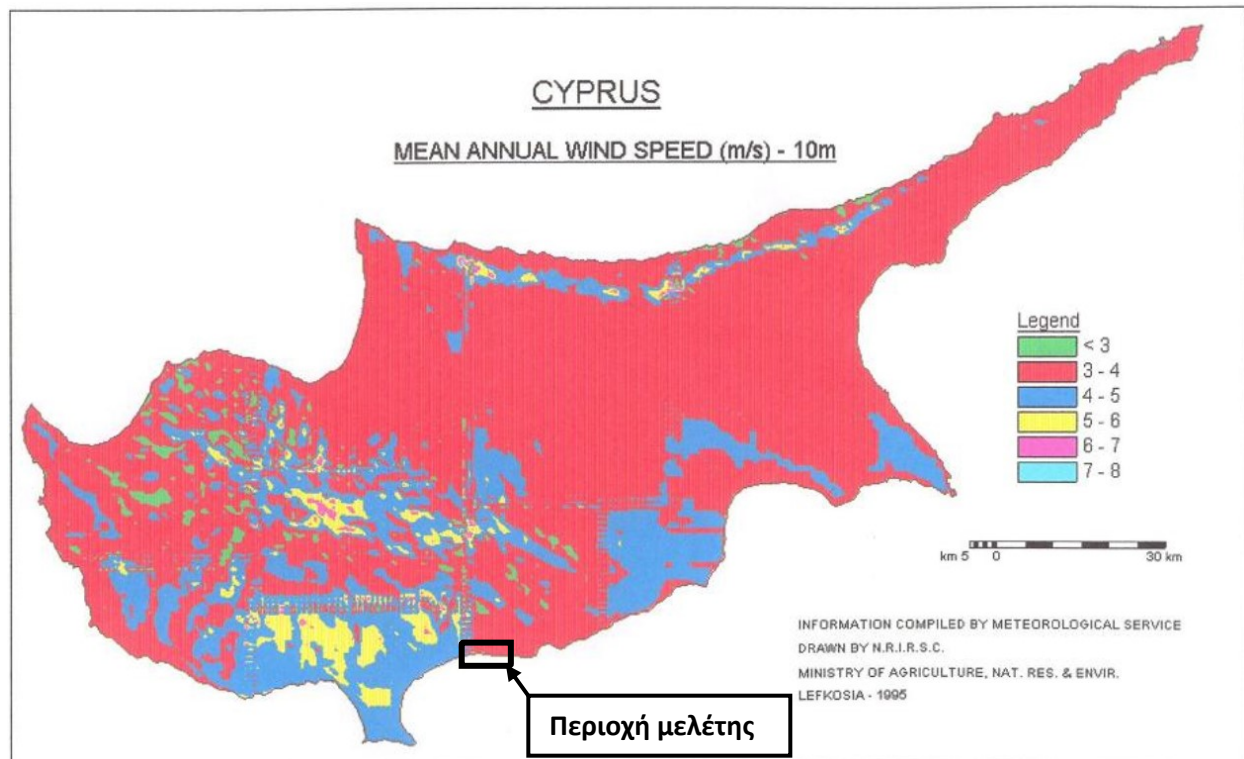 CYPRUS
MEAN ANNUAL WIND SPEED (m/s) - 10m
Legend
< 3
3 - 4
4 - 5
5 - 6
6 - 7
7 - 8
km 5 0 30 km
INFORMATION COMPILED BY METEOROLOGICAL SERVICE
DRAWN BY N.R.I.R.S.C.
MINISTRY OF AGRICULTURE, NAT. RES. & ENVIR.
LEFKOSIA - 1995
Περιοχή μελέτης